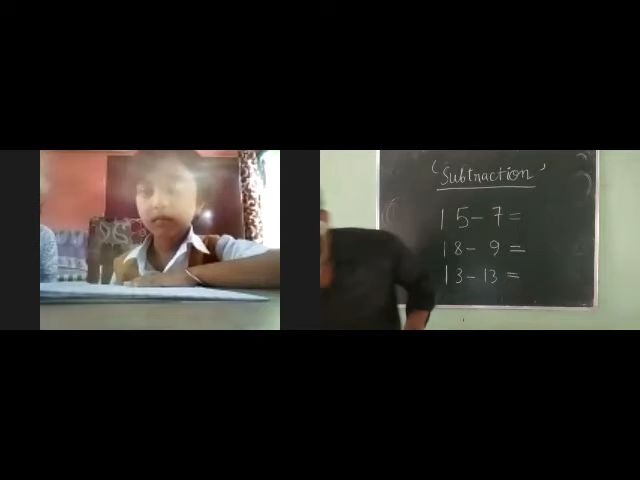 'Subtraction'
15-7=
18-9=
13-13=